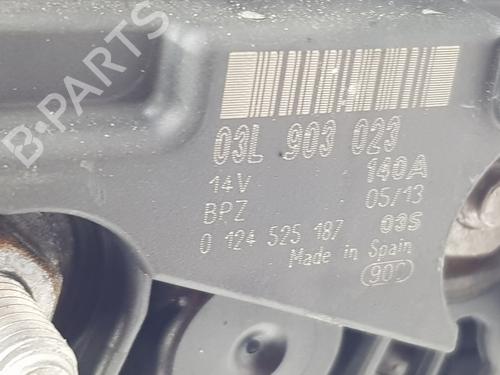 B-PARTS
03L 903 023
14V 140A
BPZ 05/13
0 124 525 187 03S
Made in Spain
900